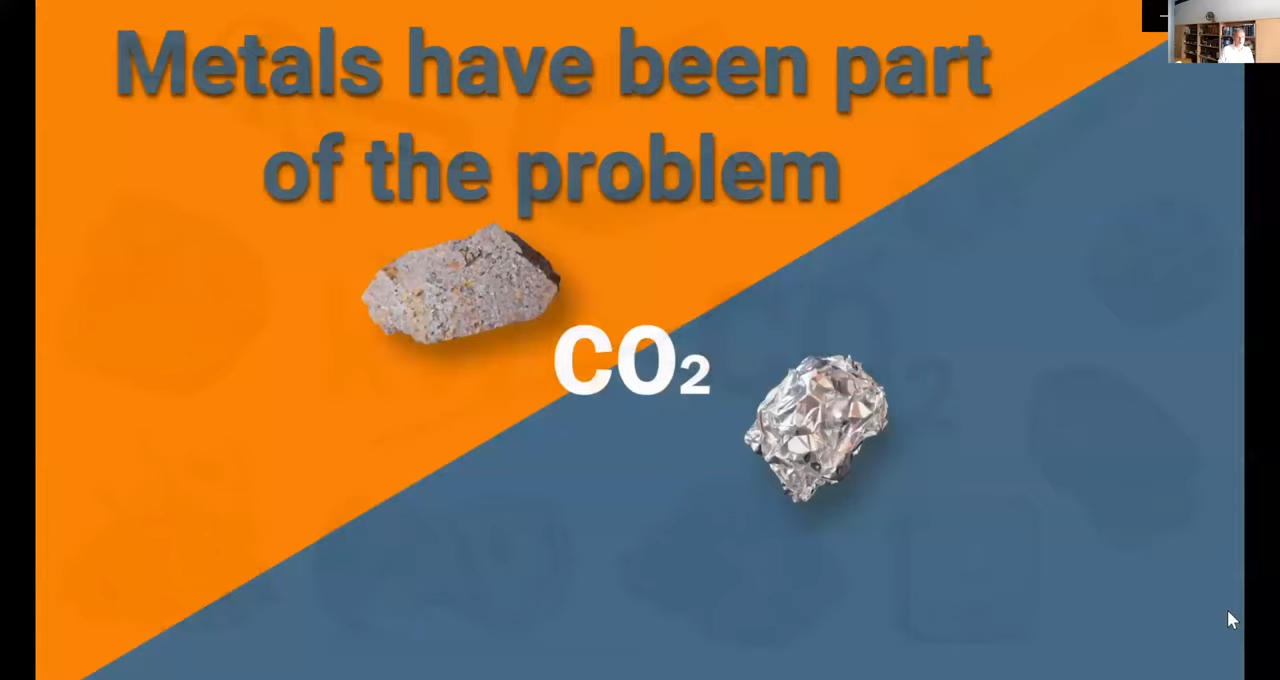 Metals have been part
of the problem
CO₂